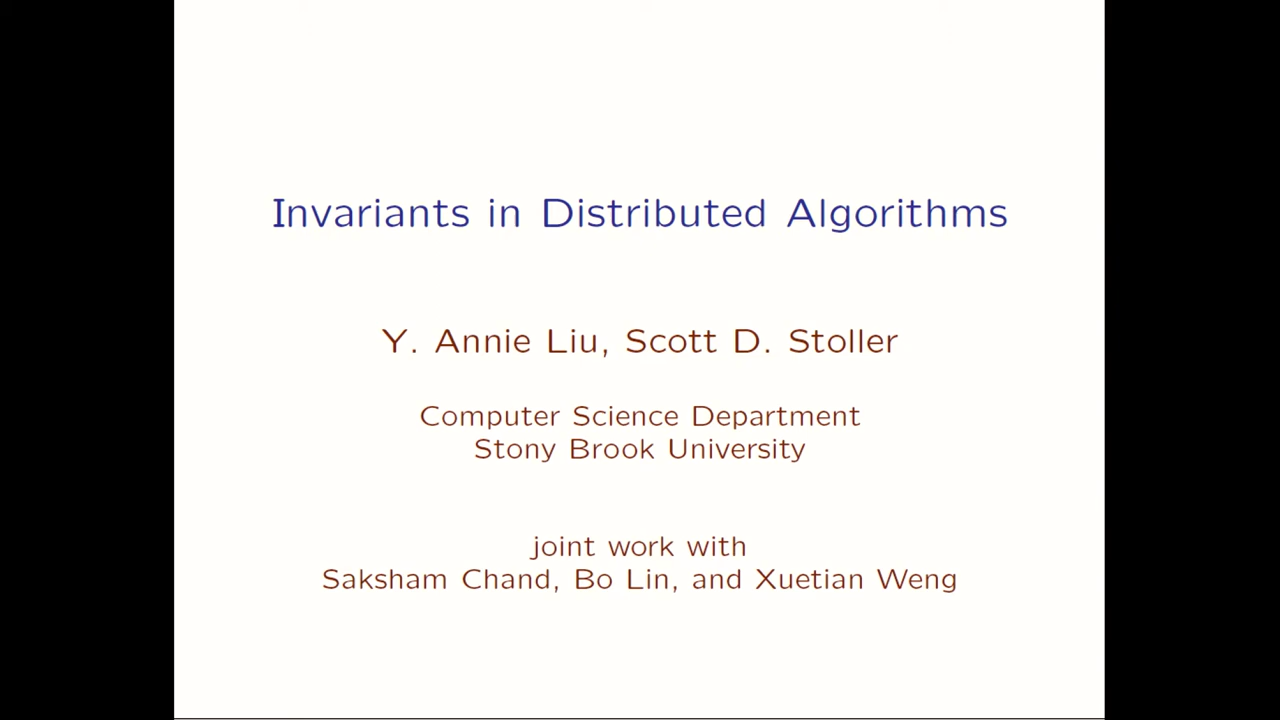 Invariants in Distributed Algorithms
Y. Annie Liu, Scott D. Stoller
Computer Science Department
Stony Brook University
joint work with
Saksham Chand, Bo Lin, and Xuetian Weng